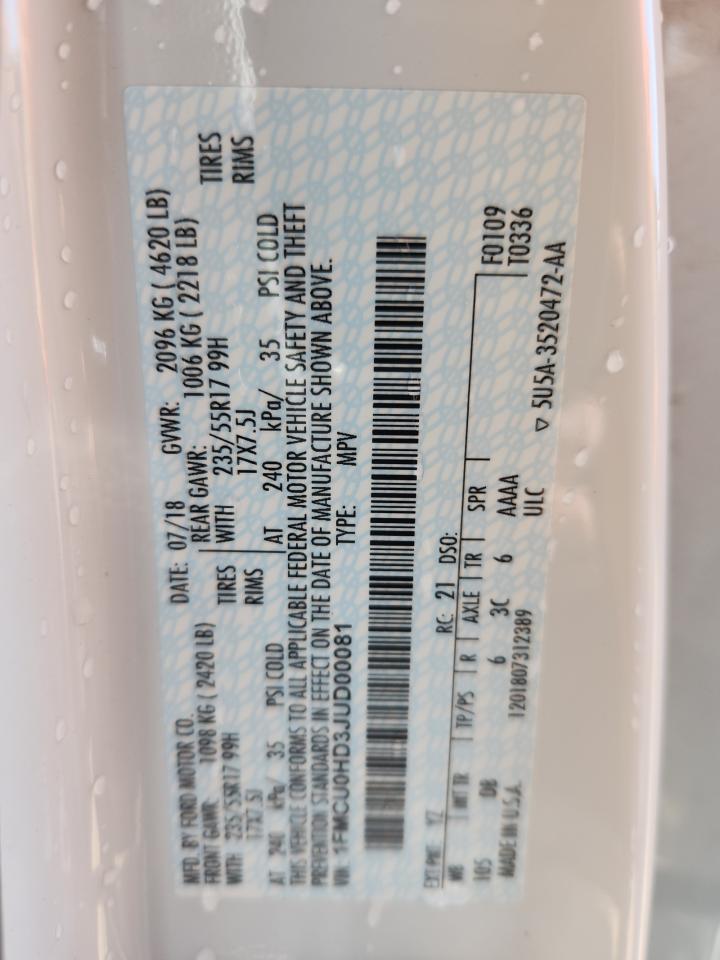 MFD. BY FORD MOTOR CO. DATE: 07/18 GVWR: 2096 KG ( 4620 LB)
FRONT GAWR: 1098 KG ( 2420 LB) REAR GAWR: 1006 KG ( 2218 LB)
WITH 235/55R17 99H TIRES WITH 235/55R17 99H TIRES
17X7.5J RIMS 17X7.5J RIMS
AT 240 kPa/ 35 PSI COLD AT 240 kPa/ 35 PSI COLD
THIS VEHICLE CONFORMS TO ALL APPLICABLE FEDERAL MOTOR VEHICLE SAFETY AND THEFT
PREVENTION STANDARDS IN EFFECT ON THE DATE OF MANUFACTURE SHOWN ABOVE.
VIN: 1FMCU0HD3JUD00081 TYPE: MPV
EXT PNT: YZ RC: 21 DSO: F0109
WB INT TR TP/PS R AXLE TR SPR T0336
105 DB 6 3C 6 AAAA
MADE IN U.S.A. 1201807312389 ULC ▽ 5U5A-3520472-AA